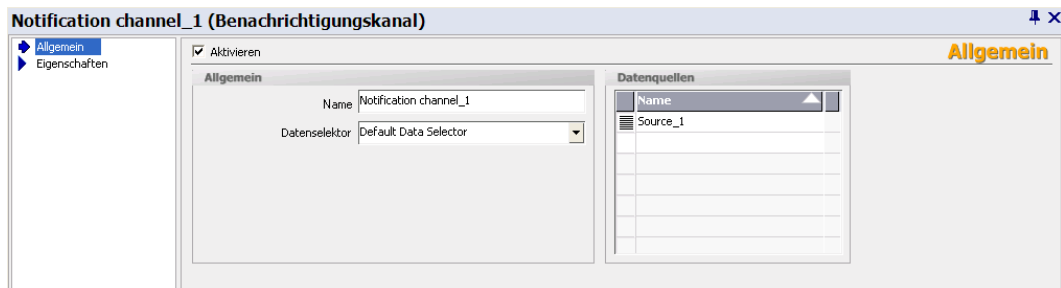 Notification channel_1 (Benachrichtigungskanal)
Allgemein
Eigenschaften
Aktivieren
Allgemein
Allgemein
Name Notification channel_1
Datenselektor Default Data Selector
Datenquellen
Name
Source_1